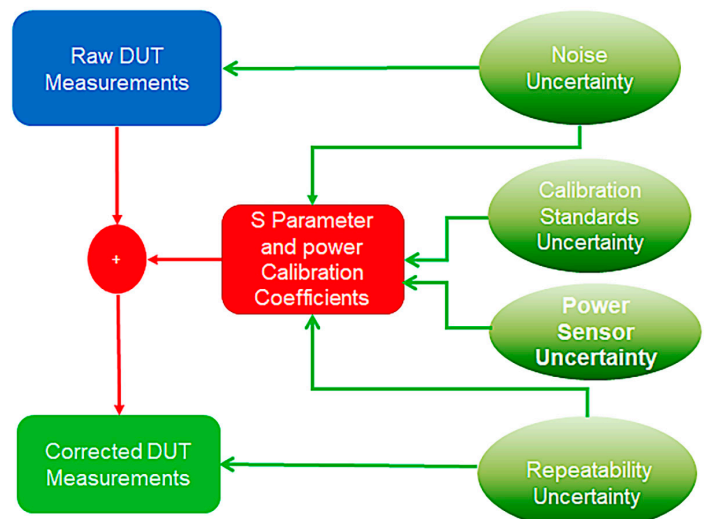 Raw DUT
Measurements
Noise
Uncertainty
S Parameter
and power
Calibration
Coefficients
Calibration
Standards
Uncertainty
+
Power
Sensor
Uncertainty
Corrected DUT
Measurements
Repeatability
Uncertainty